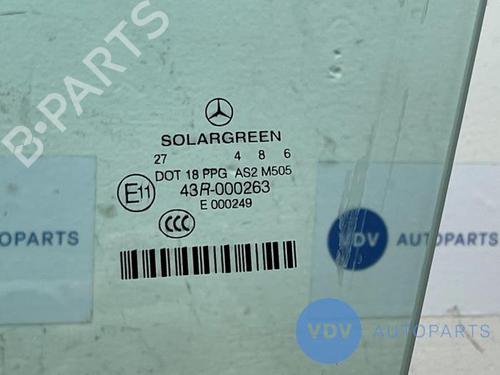 B-PARTS
SOLARGREEN
27 4 8 6
DOT 18 PPG AS2 M505
E11 43R-000263
E 000249
CCC
VDV AUTOPARTS
VDV AUTOPARTS